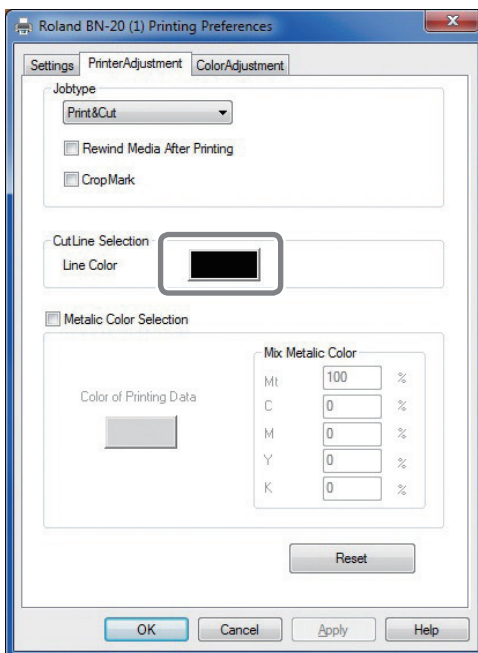 Roland BN-20 (1) Printing Preferences
Settings PrinterAdjustment ColorAdjustment
Jobtype
Print&Cut
Rewind Media After Printing
CropMark
CutLine Selection
Line Color
Metalic Color Selection
Mix Metalic Color
Color of Printing Data
Mt 100 %
C 0 %
M 0 %
Y 0 %
K 0 %
Reset
OK Cancel Apply Help